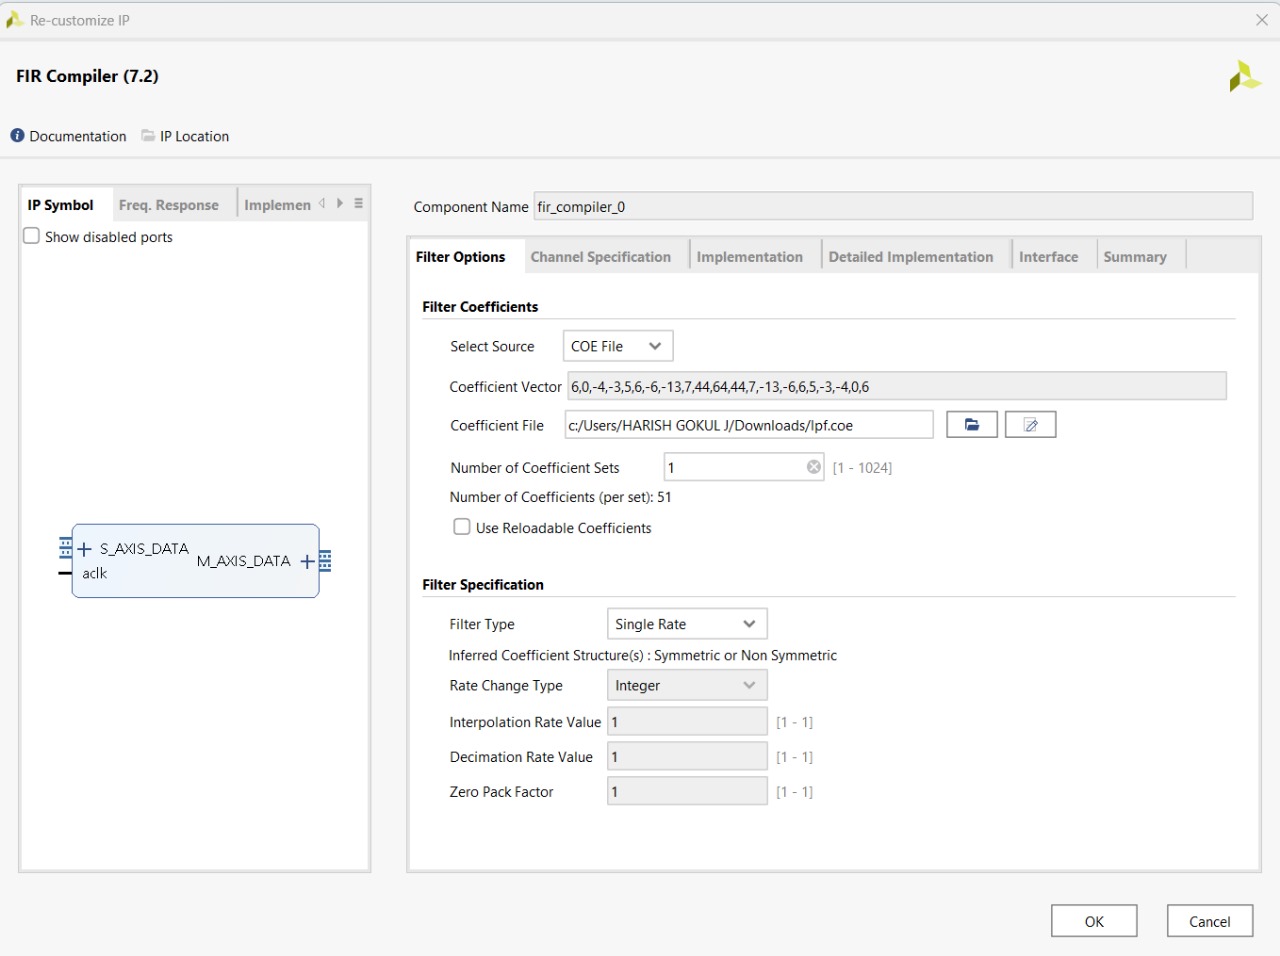 Re-customize IP
FIR Compiler (7.2)
Documentation IP Location
IP Symbol Freq. Response Implemen
Show disabled ports
S_AXIS_DATA
M_AXIS_DATA
aclk
Component Name fir_compiler_0
Filter Options Channel Specification Implementation Detailed Implementation Interface Summary
Filter Coefficients
Select Source COE File
Coefficient Vector 6,0,-4,-3,5,6,-6,-13,7,44,64,44,7,-13,-6,6,5,-3,-4,0,6
Coefficient File c:/Users/HARISH GOKUL J/Downloads/lpf.coe
Number of Coefficient Sets 1 [1 - 1024]
Number of Coefficients (per set): 51
Use Reloadable Coefficients
Filter Specification
Filter Type Single Rate
Inferred Coefficient Structure(s) : Symmetric or Non Symmetric
Rate Change Type Integer
Interpolation Rate Value 1 [1 - 1]
Decimation Rate Value 1 [1 - 1]
Zero Pack Factor 1 [1 - 1]
OK Cancel